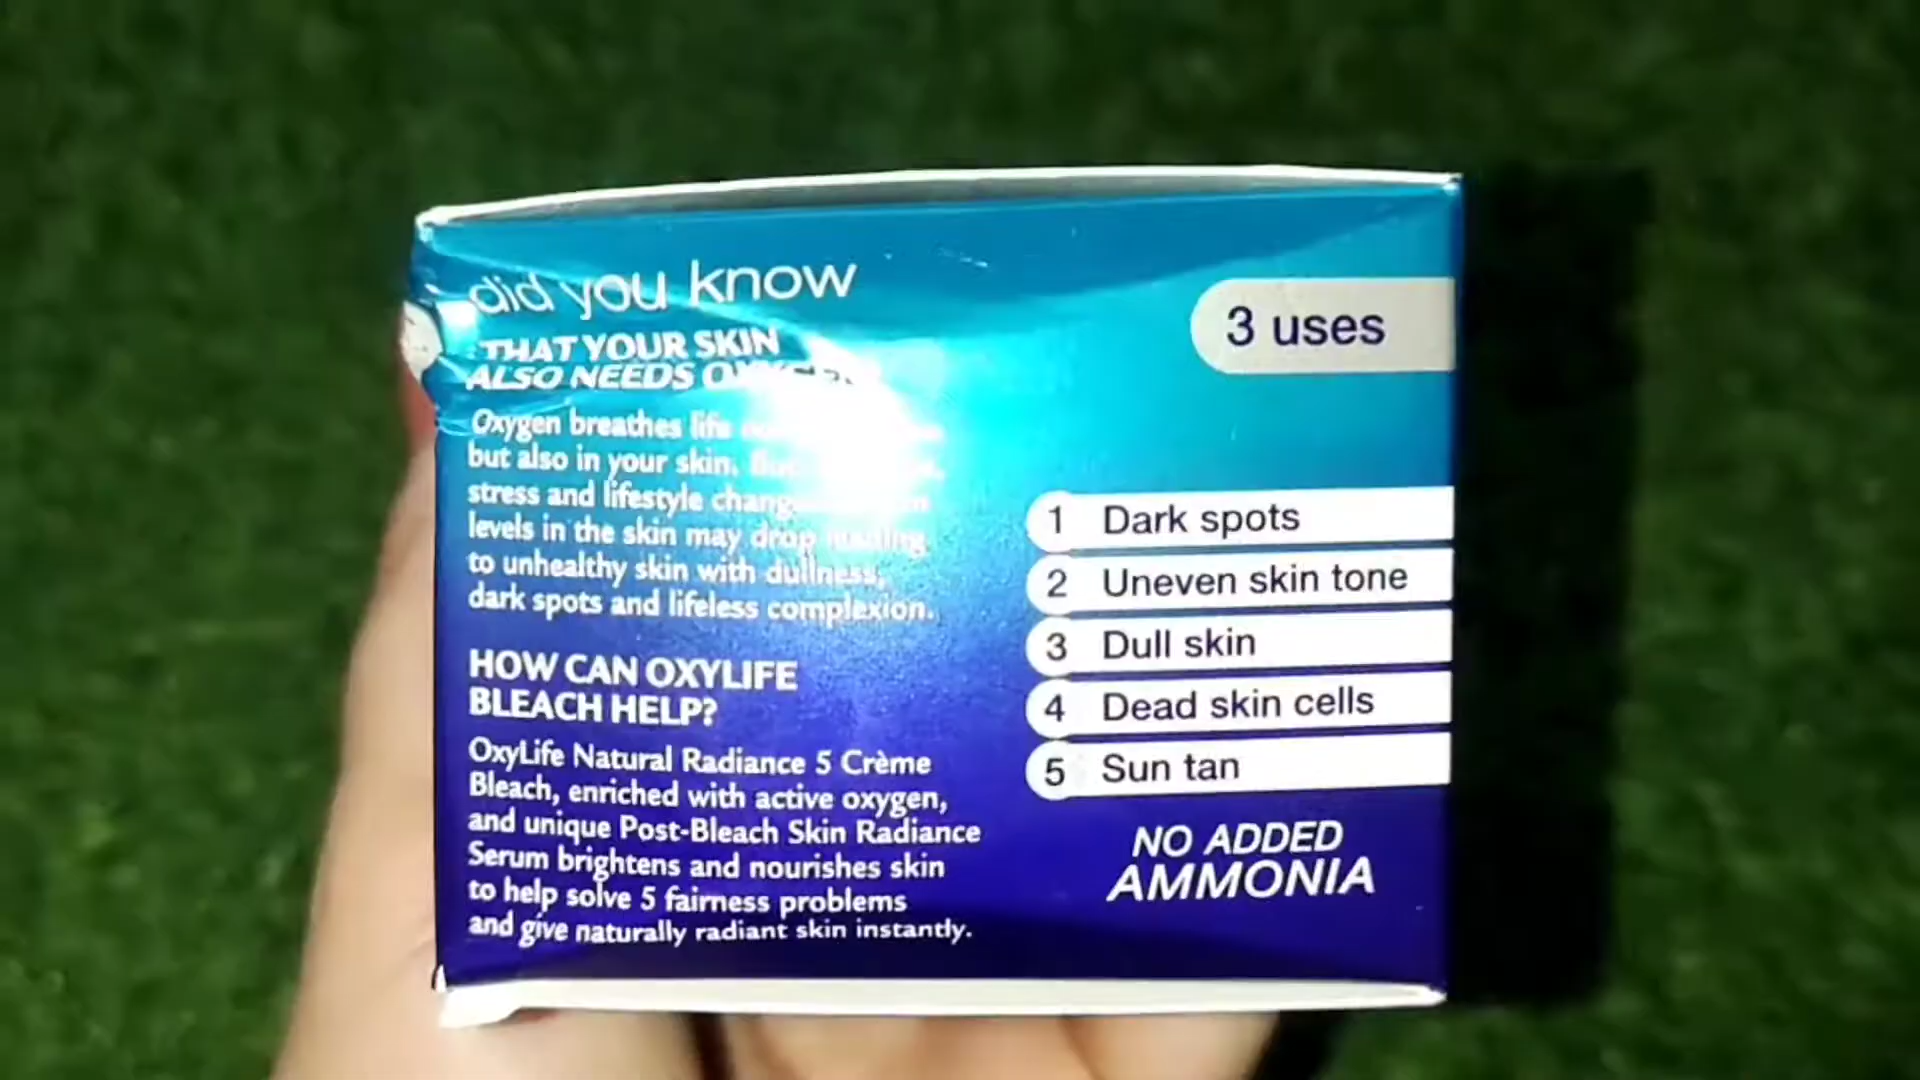 did you know
THAT YOUR SKIN
ALSO NEEDS
Oxygen breathes life
but also in your skin.
stress and lifestyle
levels in the skin may drop
to unhealthy skin with dullness,
dark spots and lifeless complexion.
HOW CAN OXYLIFE
BLEACH HELP?
OxyLife Natural Radiance 5 Crème
Bleach, enriched with active oxygen,
and unique Post-Bleach Skin Radiance
Serum brightens and nourishes skin
to help solve 5 fairness problems
and give naturally radiant skin instantly.
3 uses
1 Dark spots
2 Uneven skin tone
3 Dull skin
4 Dead skin cells
5 Sun tan
NO ADDED
AMMONIA